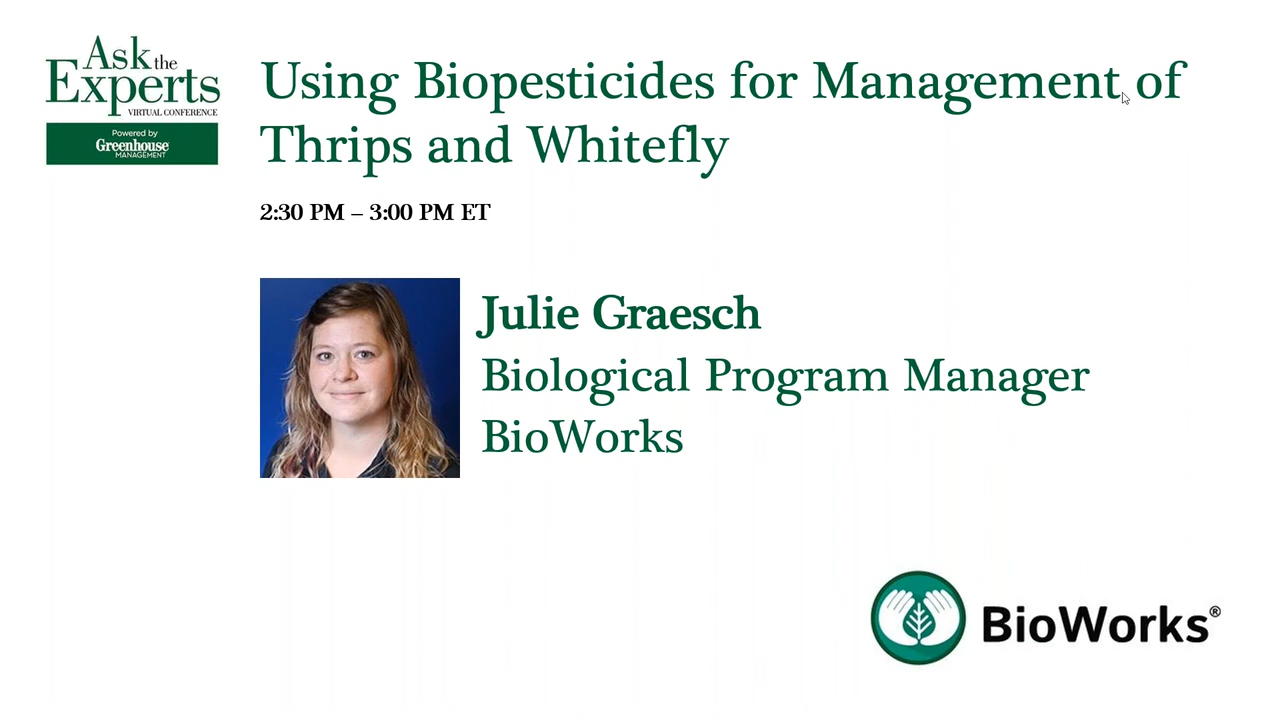 Ask the
Experts
VIRTUAL CONFERENCE
Powered by
Greenhouse
MANAGEMENT
Using Biopesticides for Management of
Thrips and Whitefly
2:30 PM – 3:00 PM ET
Julie Graesch
Biological Program Manager
BioWorks
BioWorks®